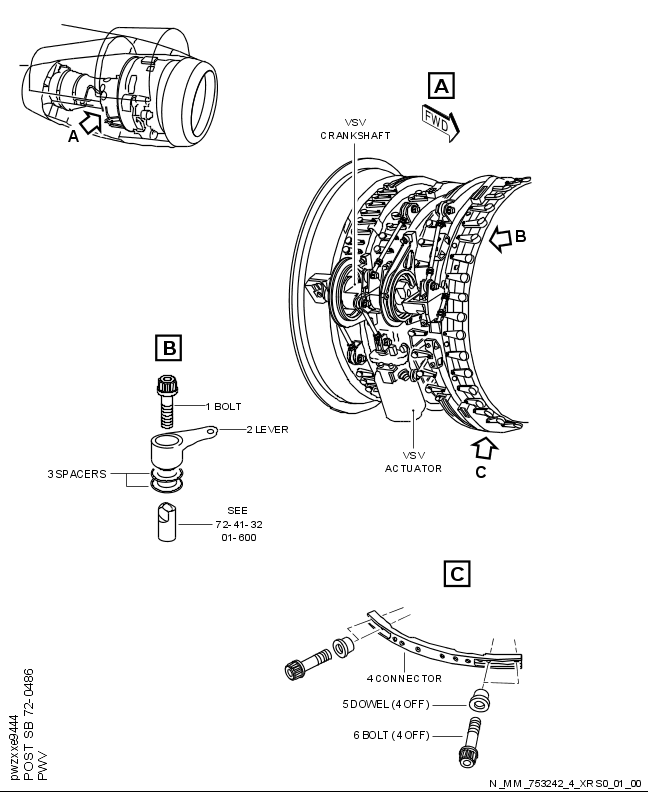 A
A
FWD
VSV
CRANKSHAFT
B
C
VSV
ACTUATOR
B
1 BOLT
2 LEVER
3 SPACERS
SEE
72-41-32
01-600
C
4 CONNECTOR
5 DOWEL (4 OFF)
6 BOLT (4 OFF)
pwzxxe9444
POST SB 72-0486
PWV
N_MM_753242_4_XRS0_01_00